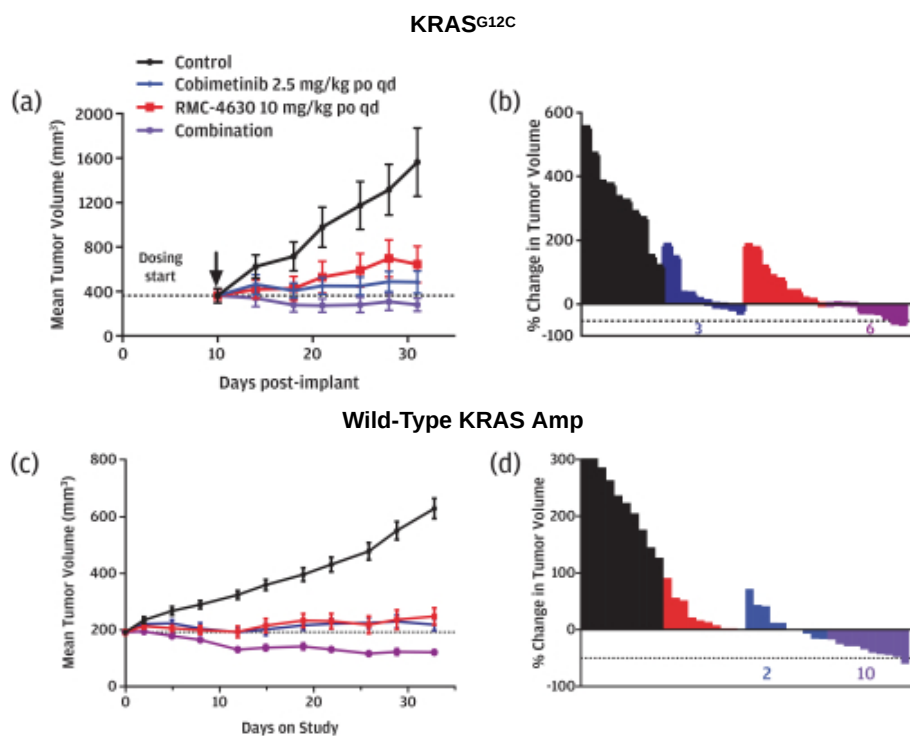 KRASG12C
Control
Cobimetinib 2.5 mg/kg po qd
RMC-4630 10 mg/kg po qd
Combination
(a)
Mean Tumor Volume (mm³)
2000
1600
1200
800
400
0
Dosing
start
0
10
20
30
Days post-implant
(b)
% Change in Tumor Volume
600
400
200
0
-100
3
6
Wild-Type KRAS Amp
(c)
Mean Tumor Volume (mm³)
800
600
400
200
0
0
10
20
30
Days on Study
(d)
% Change in Tumor Volume
300
200
100
0
-100
2
10